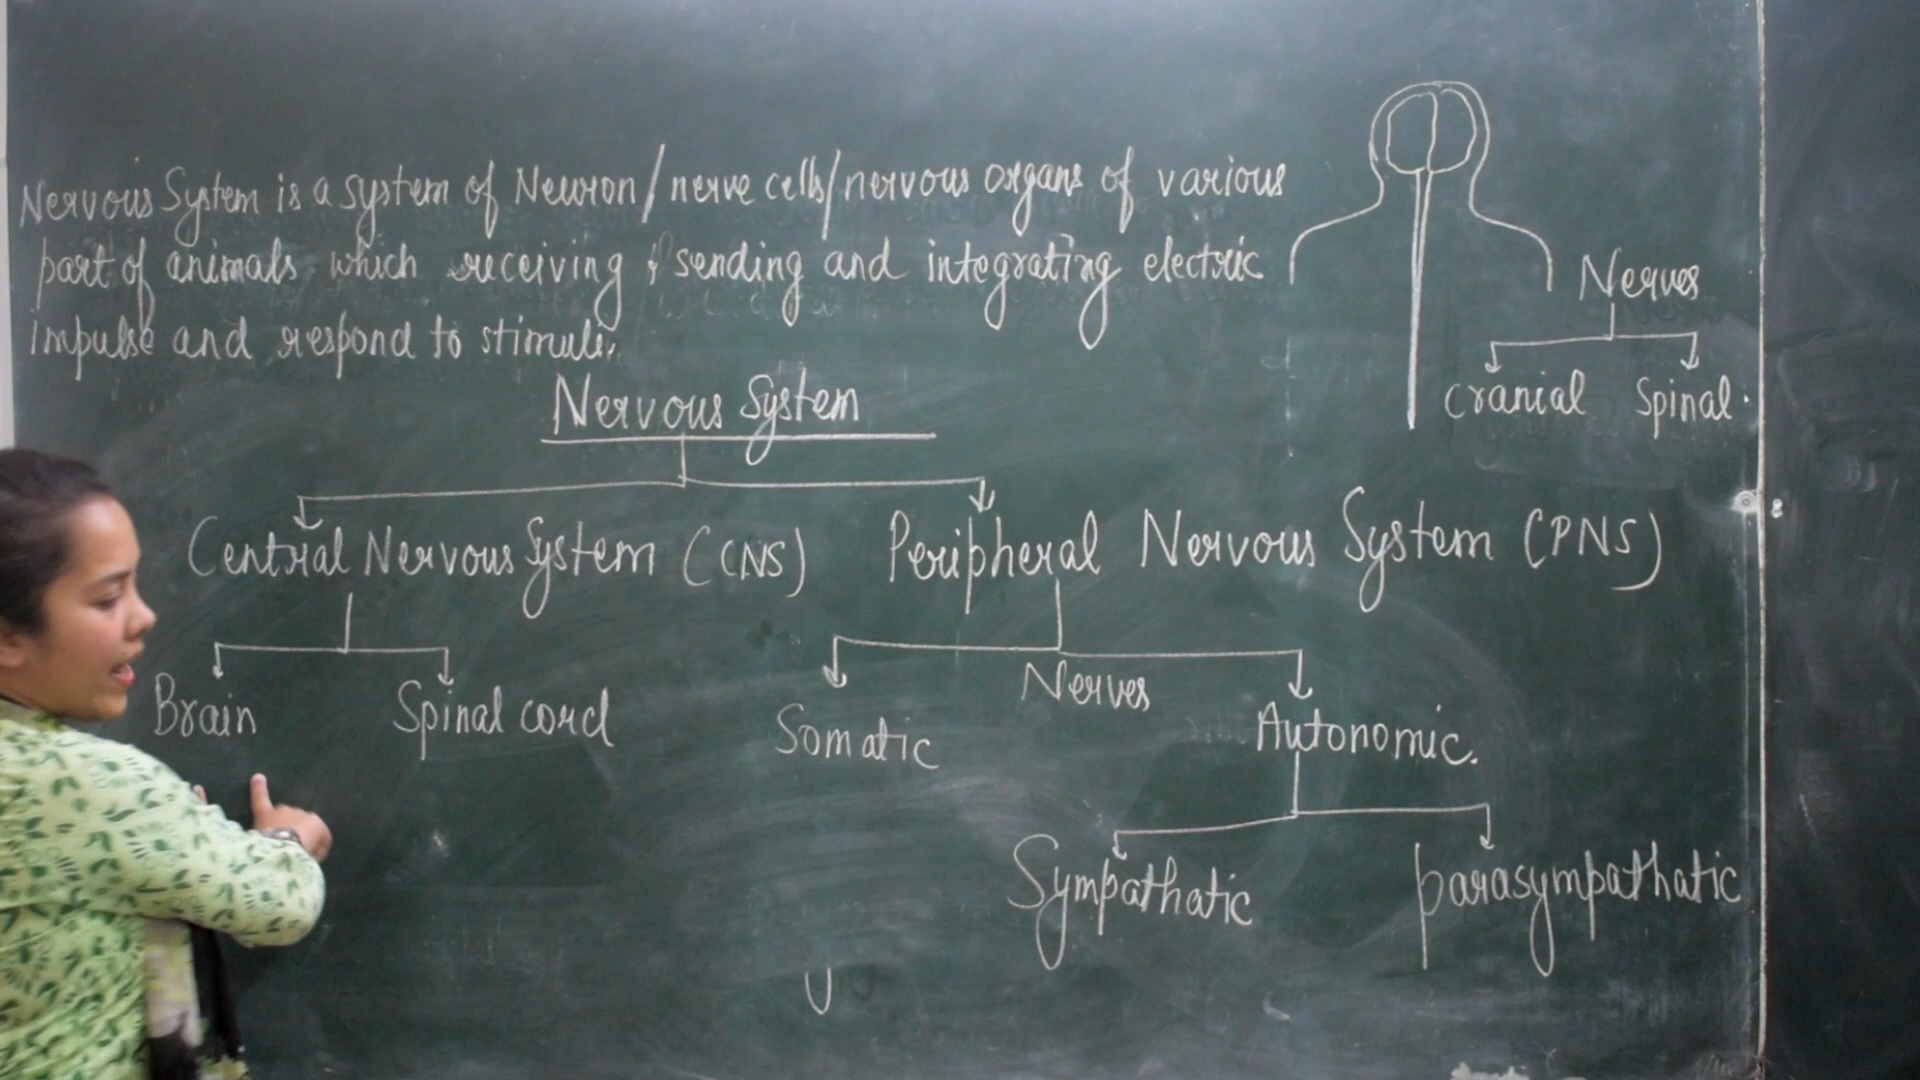 Nervous System is a system of Neuron/nerve cells/nervous organs of various
part of animals which receiving, sending and integrating electric
impulse and respond to stimuli.
Nerves
Cranial Spinal.
Nervous System
Central Nervous System (CNS) Peripheral Nervous System (PNS)
Brain Spinal cord Somatic Nerves Autonomic.
Sympathatic parasympathatic